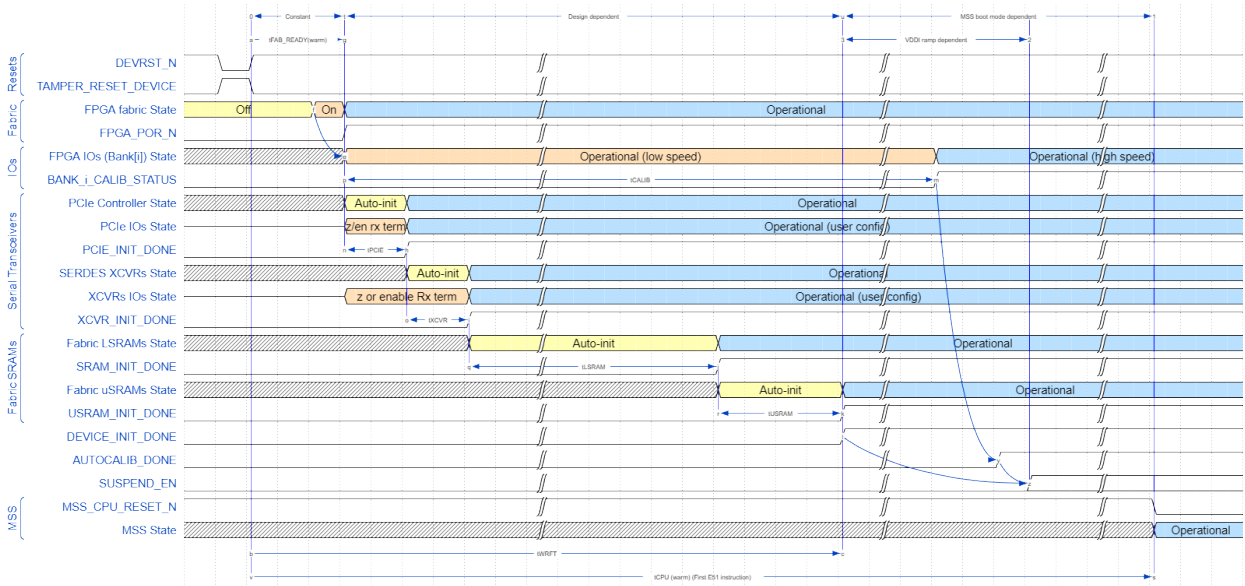 0 Constant f Design dependent u MSS boot mode dependent
a tFAB_READY(warm) g 3 VDDI ramp dependent 2
Resets
DEVRST_N
TAMPER_RESET_DEVICE
Fabric
FPGA fabric State Off On Operational
FPGA_POR_N
IOs
FPGA IOs (Bank[i]) State Operational (low speed) Operational (high speed)
BANK_i_CALIB_STATUS p tCALIB m
Serial Transceivers
PCIe Controller State Auto-init Operational
PCIe IOs State z/en rx term Operational (user config)
PCIE_INIT_DONE n tPCIE h
SERDES XCVRs State Auto-init Operational
XCVRs IOs State z or enable Rx term Operational (user config)
XCVR_INIT_DONE o tXCVR i
Fabric SRAMs
Fabric LSRAMs State Auto-init Operational
SRAM_INIT_DONE q tLSRAM j
Fabric uSRAMs State Auto-init Operational
USRAM_INIT_DONE r tUSRAM k
DEVICE_INIT_DONE
AUTOCALIB_DONE
SUSPEND_EN
MSS
MSS_CPU_RESET_N
MSS State Operational
b tWRFT c
v tCPU (warm) (First E51 instruction) s